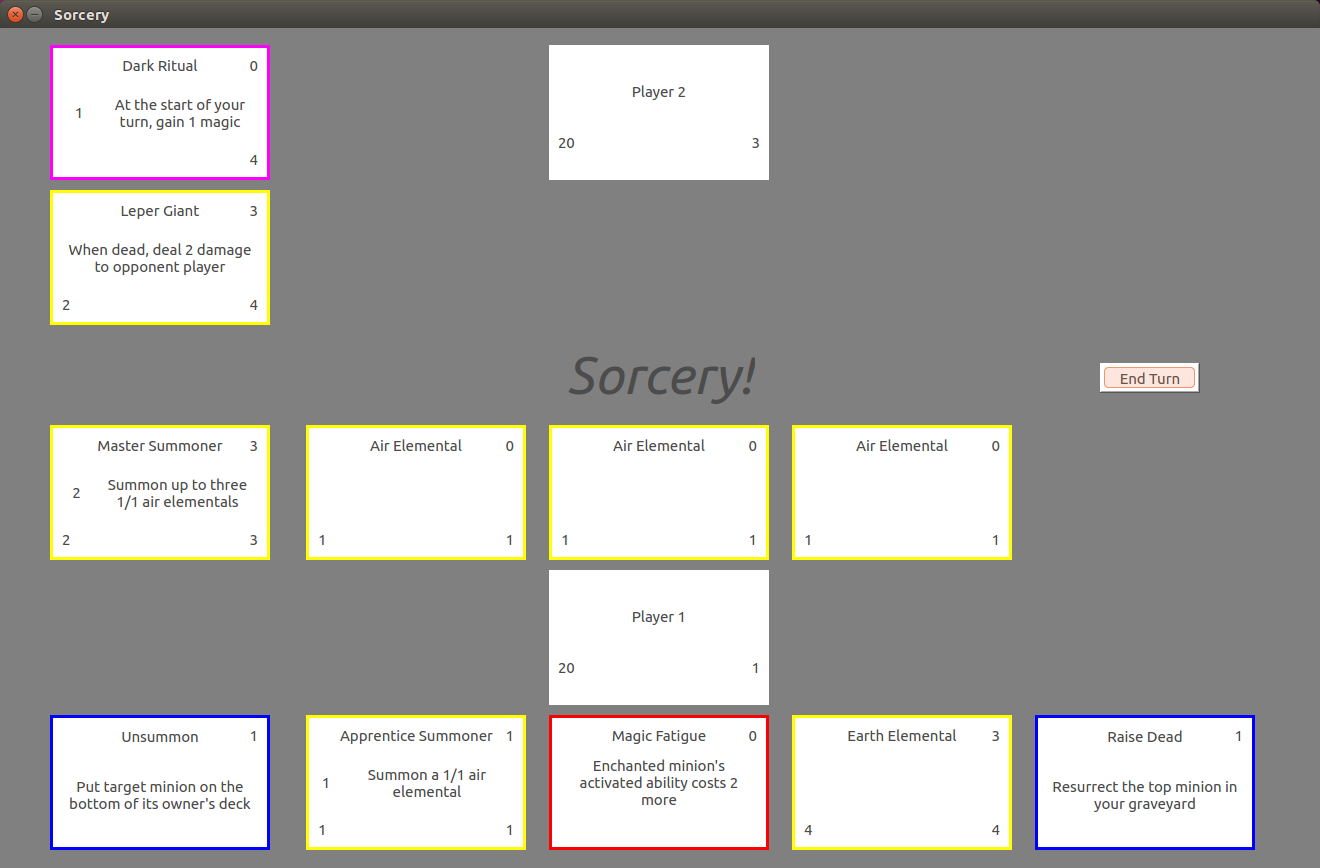 Sorcery
Dark Ritual 0
1 At the start of your
turn, gain 1 magic
4
Player 2
20 3
Leper Giant 3
When dead, deal 2 damage
to opponent player
2 4
Sorcery!
End Turn
Master Summoner 3
2 Summon up to three
1/1 air elementals
2 3
Air Elemental 0
1 1
Air Elemental 0
1 1
Air Elemental 0
1 1
Player 1
20 1
Unsummon 1
Put target minion on the
bottom of its owner's deck
Apprentice Summoner 1
1 Summon a 1/1 air
elemental
1 1
Magic Fatigue 0
Enchanted minion's
activated ability costs 2
more
Earth Elemental 3
4 4
Raise Dead 1
Resurrect the top minion in
your graveyard